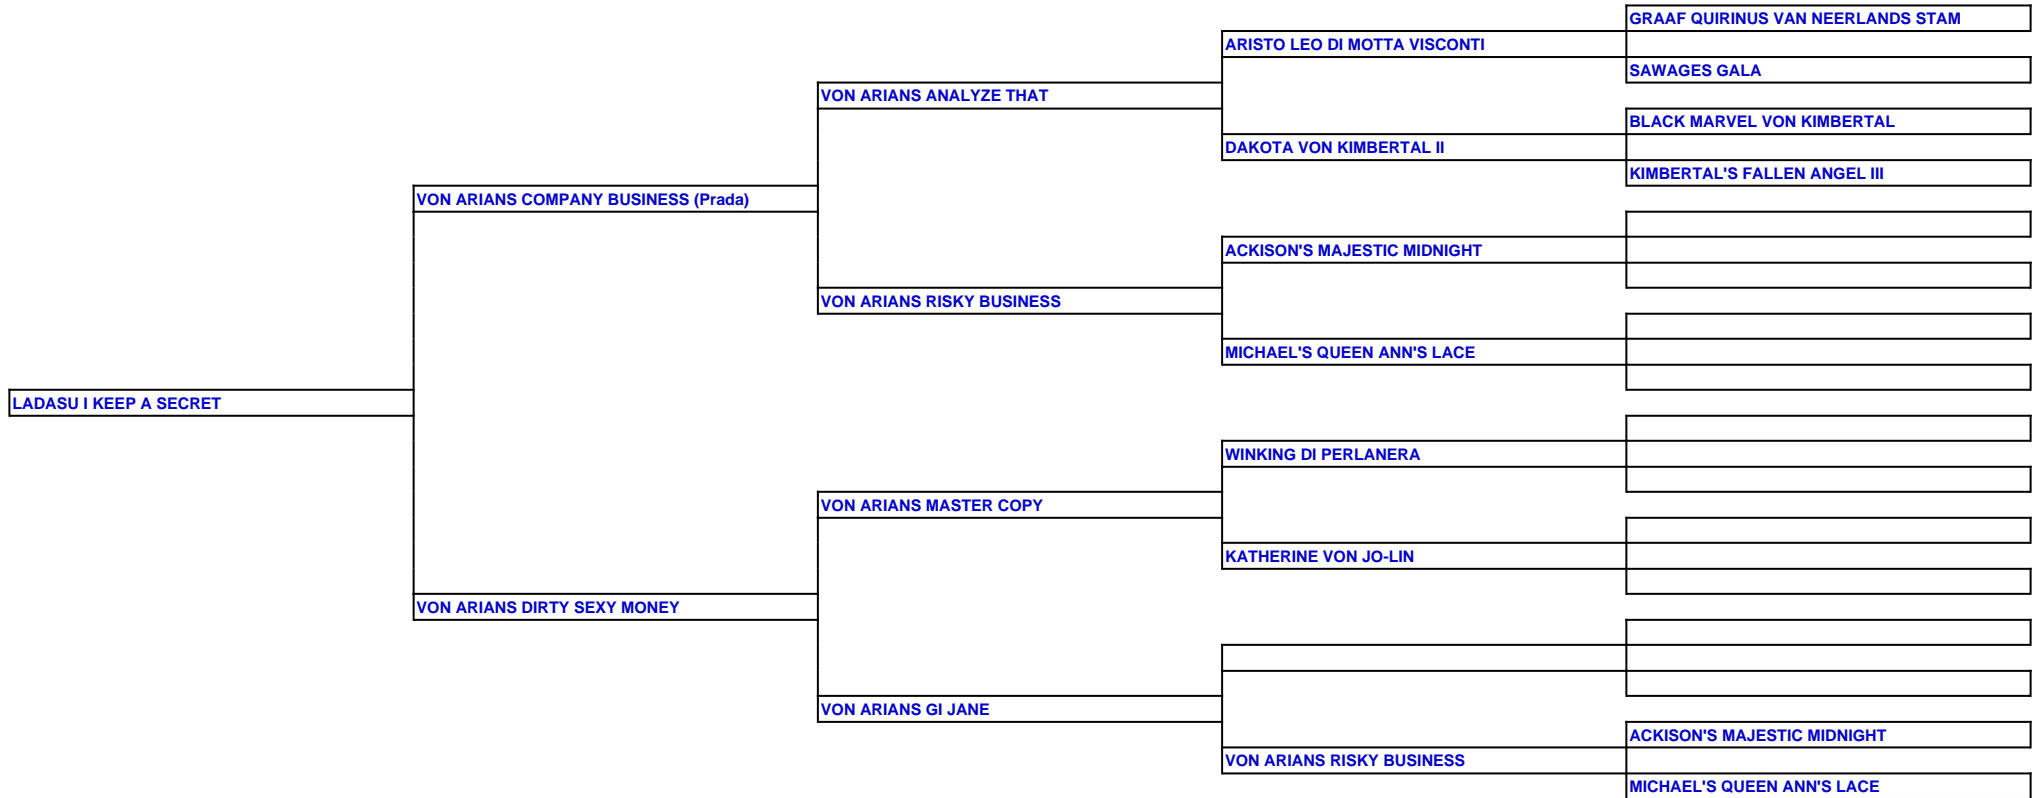 GRAAF QUIRINUS VAN NEERLANDS STAM
ARISTO LEO DI MOTTA VISCONTI
SAWAGES GALA
VON ARIANS ANALYZE THAT
BLACK MARVEL VON KIMBERTAL
DAKOTA VON KIMBERTAL II
KIMBERTAL'S FALLEN ANGEL III
VON ARIANS COMPANY BUSINESS (Prada)
ACKISON'S MAJESTIC MIDNIGHT
VON ARIANS RISKY BUSINESS
MICHAEL'S QUEEN ANN'S LACE
LADASU I KEEP A SECRET
WINKING DI PERLANERA
VON ARIANS MASTER COPY
KATHERINE VON JO-LIN
VON ARIANS DIRTY SEXY MONEY
VON ARIANS GI JANE
ACKISON'S MAJESTIC MIDNIGHT
VON ARIANS RISKY BUSINESS
MICHAEL'S QUEEN ANN'S LACE